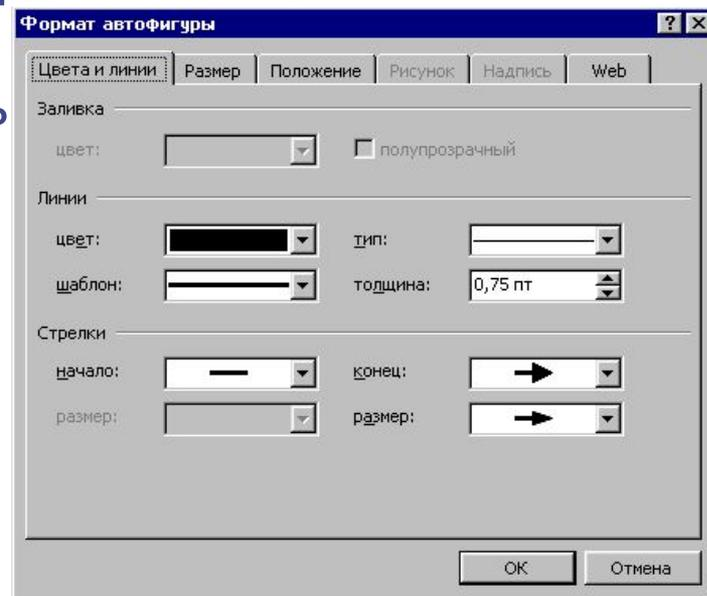 Формат автофигуры
Цвета и линии Размер Положение Рисунок Надпись Web
Заливка
цвет: полупрозрачный
Линии
цвет: тип:
шаблон: толщина: 0,75 пт
Стрелки
начало: конец:
размер: размер:
ОК Отмена